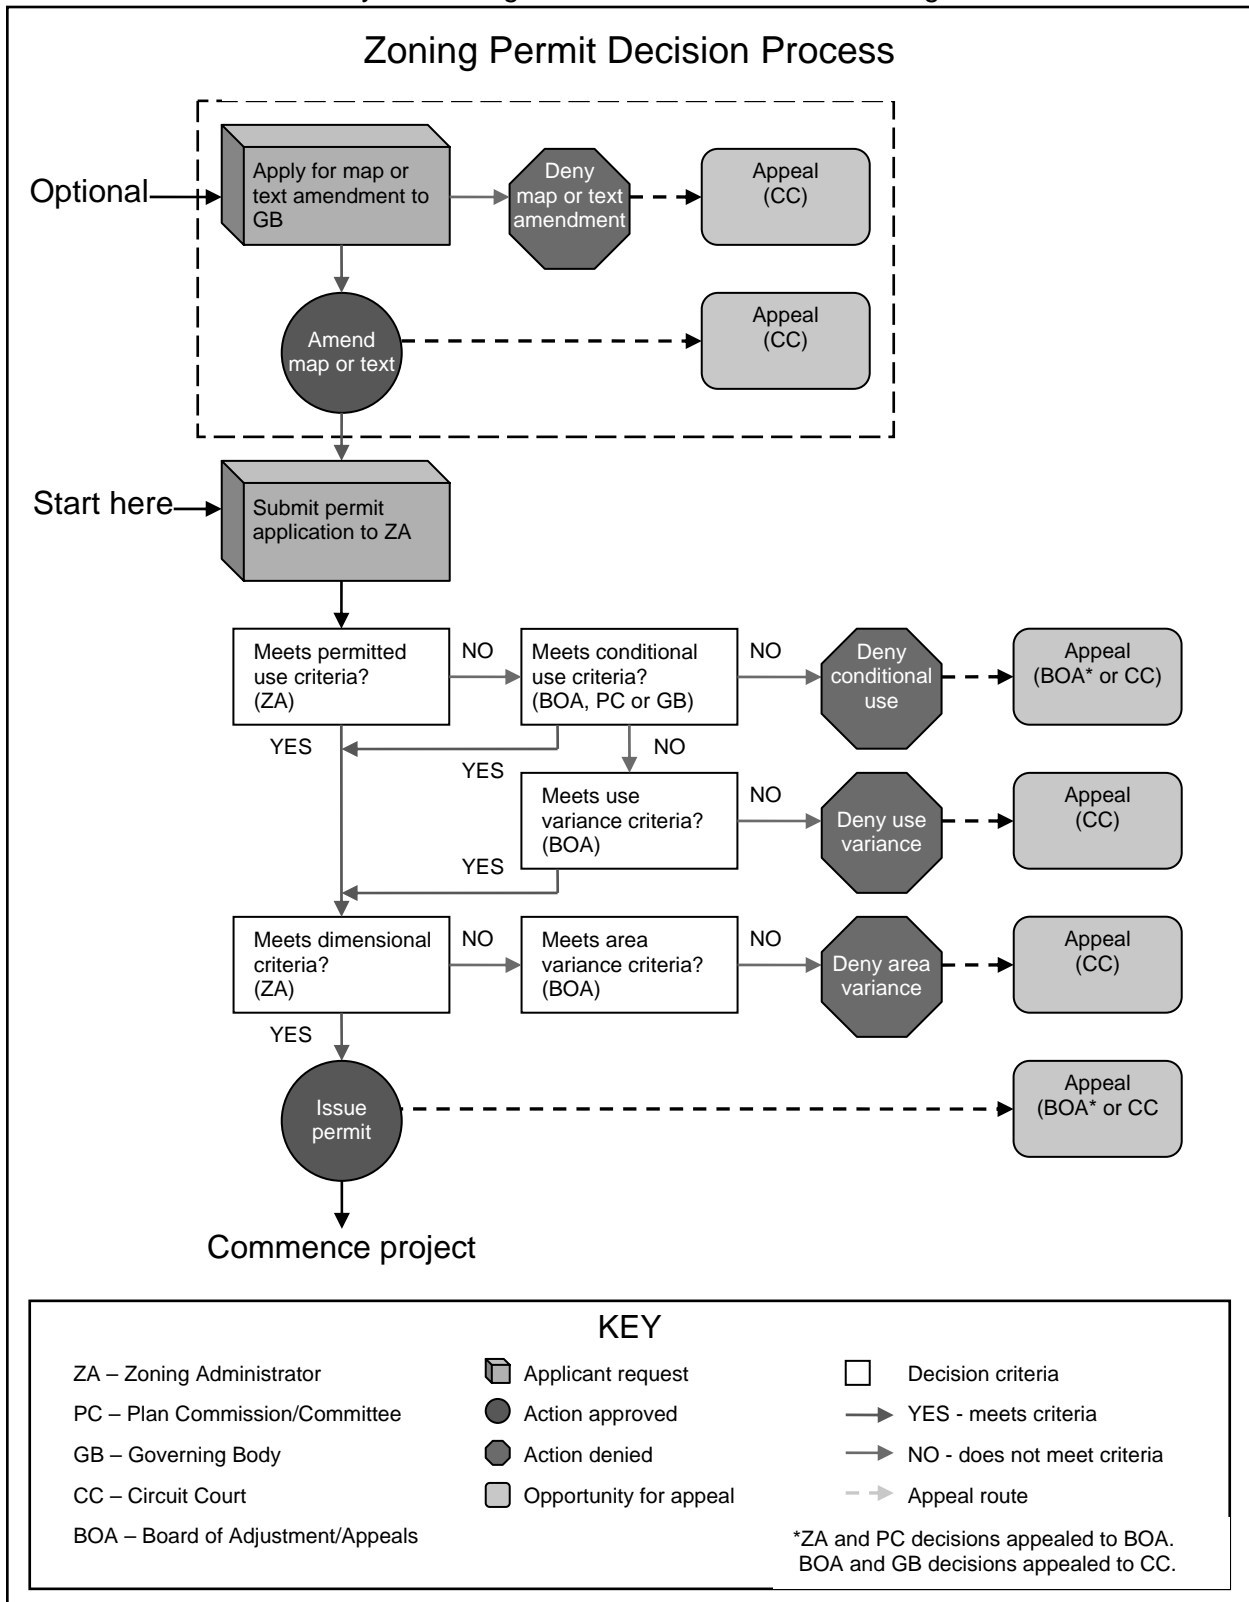 Zoning Permit Decision Process
Optional
Apply for map or
text amendment to
GB
Deny
map or text
amendment
Appeal
(CC)
Amend
map or text
Appeal
(CC)
Start here
Submit permit
application to ZA
Meets permitted
use criteria?
(ZA)
NO
Meets conditional
use criteria?
(BOA, PC or GB)
NO
Deny
conditional
use
Appeal
(BOA* or CC)
YES
YES
NO
Meets use
variance criteria?
(BOA)
NO
Deny use
variance
Appeal
(CC)
YES
Meets dimensional
criteria?
(ZA)
NO
Meets area
variance criteria?
(BOA)
NO
Deny area
variance
Appeal
(CC)
YES
Issue
permit
Appeal
(BOA* or CC
Commence project
KEY
ZA – Zoning Administrator
PC – Plan Commission/Committee
GB – Governing Body
CC – Circuit Court
BOA – Board of Adjustment/Appeals
Applicant request
Action approved
Action denied
Opportunity for appeal
Decision criteria
YES - meets criteria
NO - does not meet criteria
Appeal route
*ZA and PC decisions appealed to BOA.
BOA and GB decisions appealed to CC.